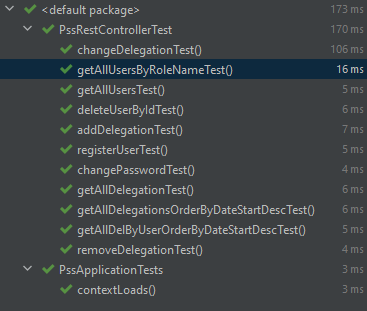 <default package> 173 ms
PssRestControllerTest 170 ms
changeDelegationTest() 106 ms
getAllUsersByRoleNameTest() 16 ms
getAllUsersTest() 5 ms
deleteUserByIdTest() 6 ms
addDelegationTest() 7 ms
registerUserTest() 5 ms
changePasswordTest() 4 ms
getAllDelegationTest() 6 ms
getAllDelegationsOrderByDateStartDescTest() 6 ms
getAllDelByUserOrderByDateStartDescTest() 5 ms
removeDelegationTest() 4 ms
PssApplicationTests 3 ms
contextLoads() 3 ms